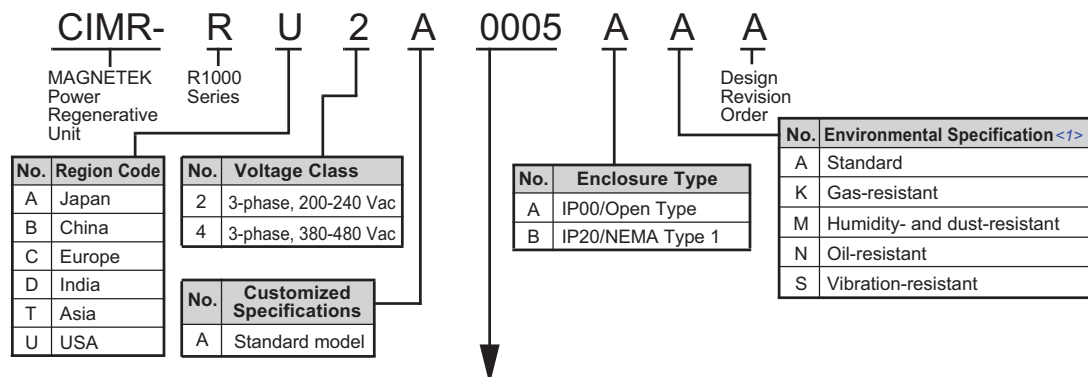 CIMR- R U 2 A 0005 A A A
MAGNETEK
Power
Regenerative
Unit
R1000
Series
Design
Revision
Order
No. Region Code
A Japan
B China
C Europe
D India
T Asia
U USA
No. Voltage Class
2 3-phase, 200-240 Vac
4 3-phase, 380-480 Vac
No. Customized
Specifications
A Standard model
No. Enclosure Type
A IP00/Open Type
B IP20/NEMA Type 1
No. Environmental Specification <1>
A Standard
K Gas-resistant
M Humidity- and dust-resistant
N Oil-resistant
S Vibration-resistant